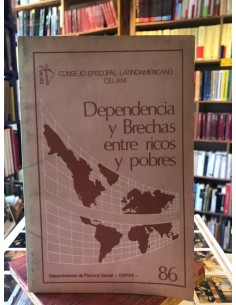 CONSEJO EPISCOPAL LATINOAMERICANO
CELAM
Dependencia
y Brechas
entre ricos
y pobres
Departamento de Pastoral Social - DEPAS -
86